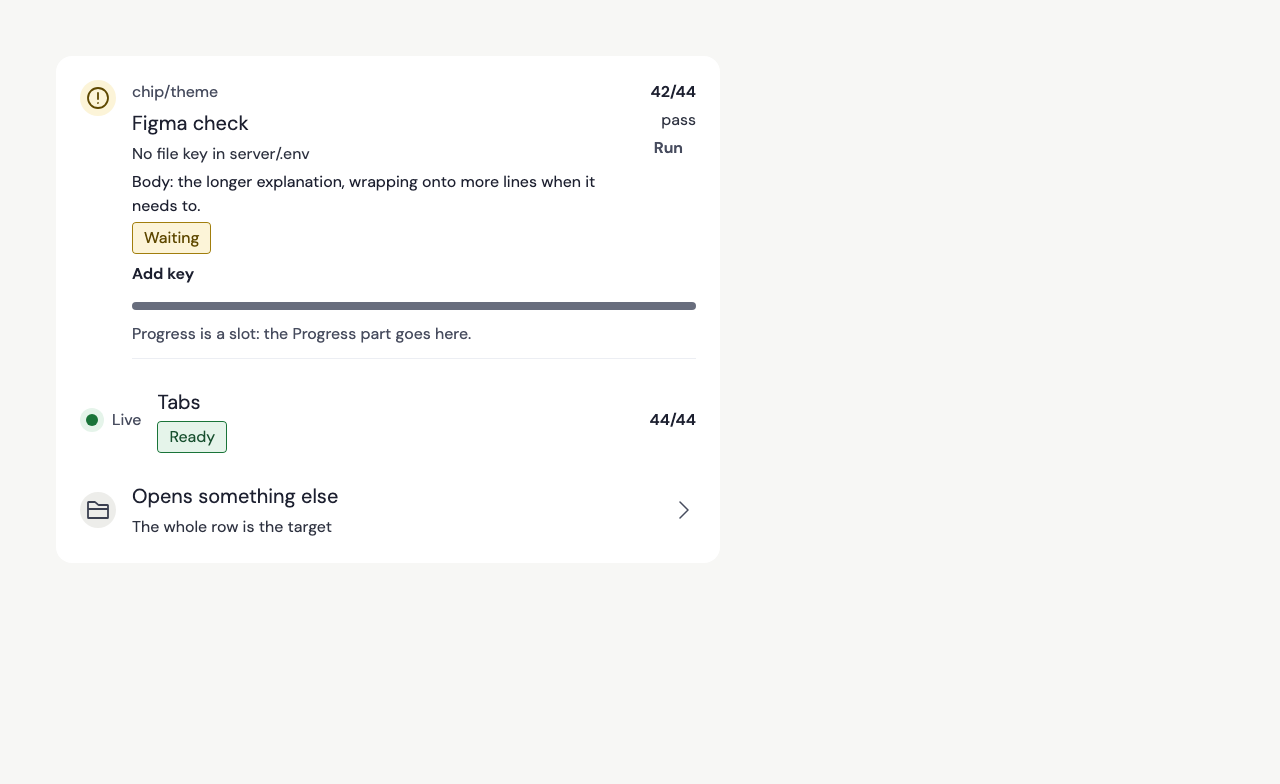 chip/theme
42/44
Figma check
pass
No file key in server/.env
Run
Body: the longer explanation, wrapping onto more lines when it
needs to.
Waiting
Add key
Progress is a slot: the Progress part goes here.
Live
Tabs
Ready
44/44
Opens something else
The whole row is the target